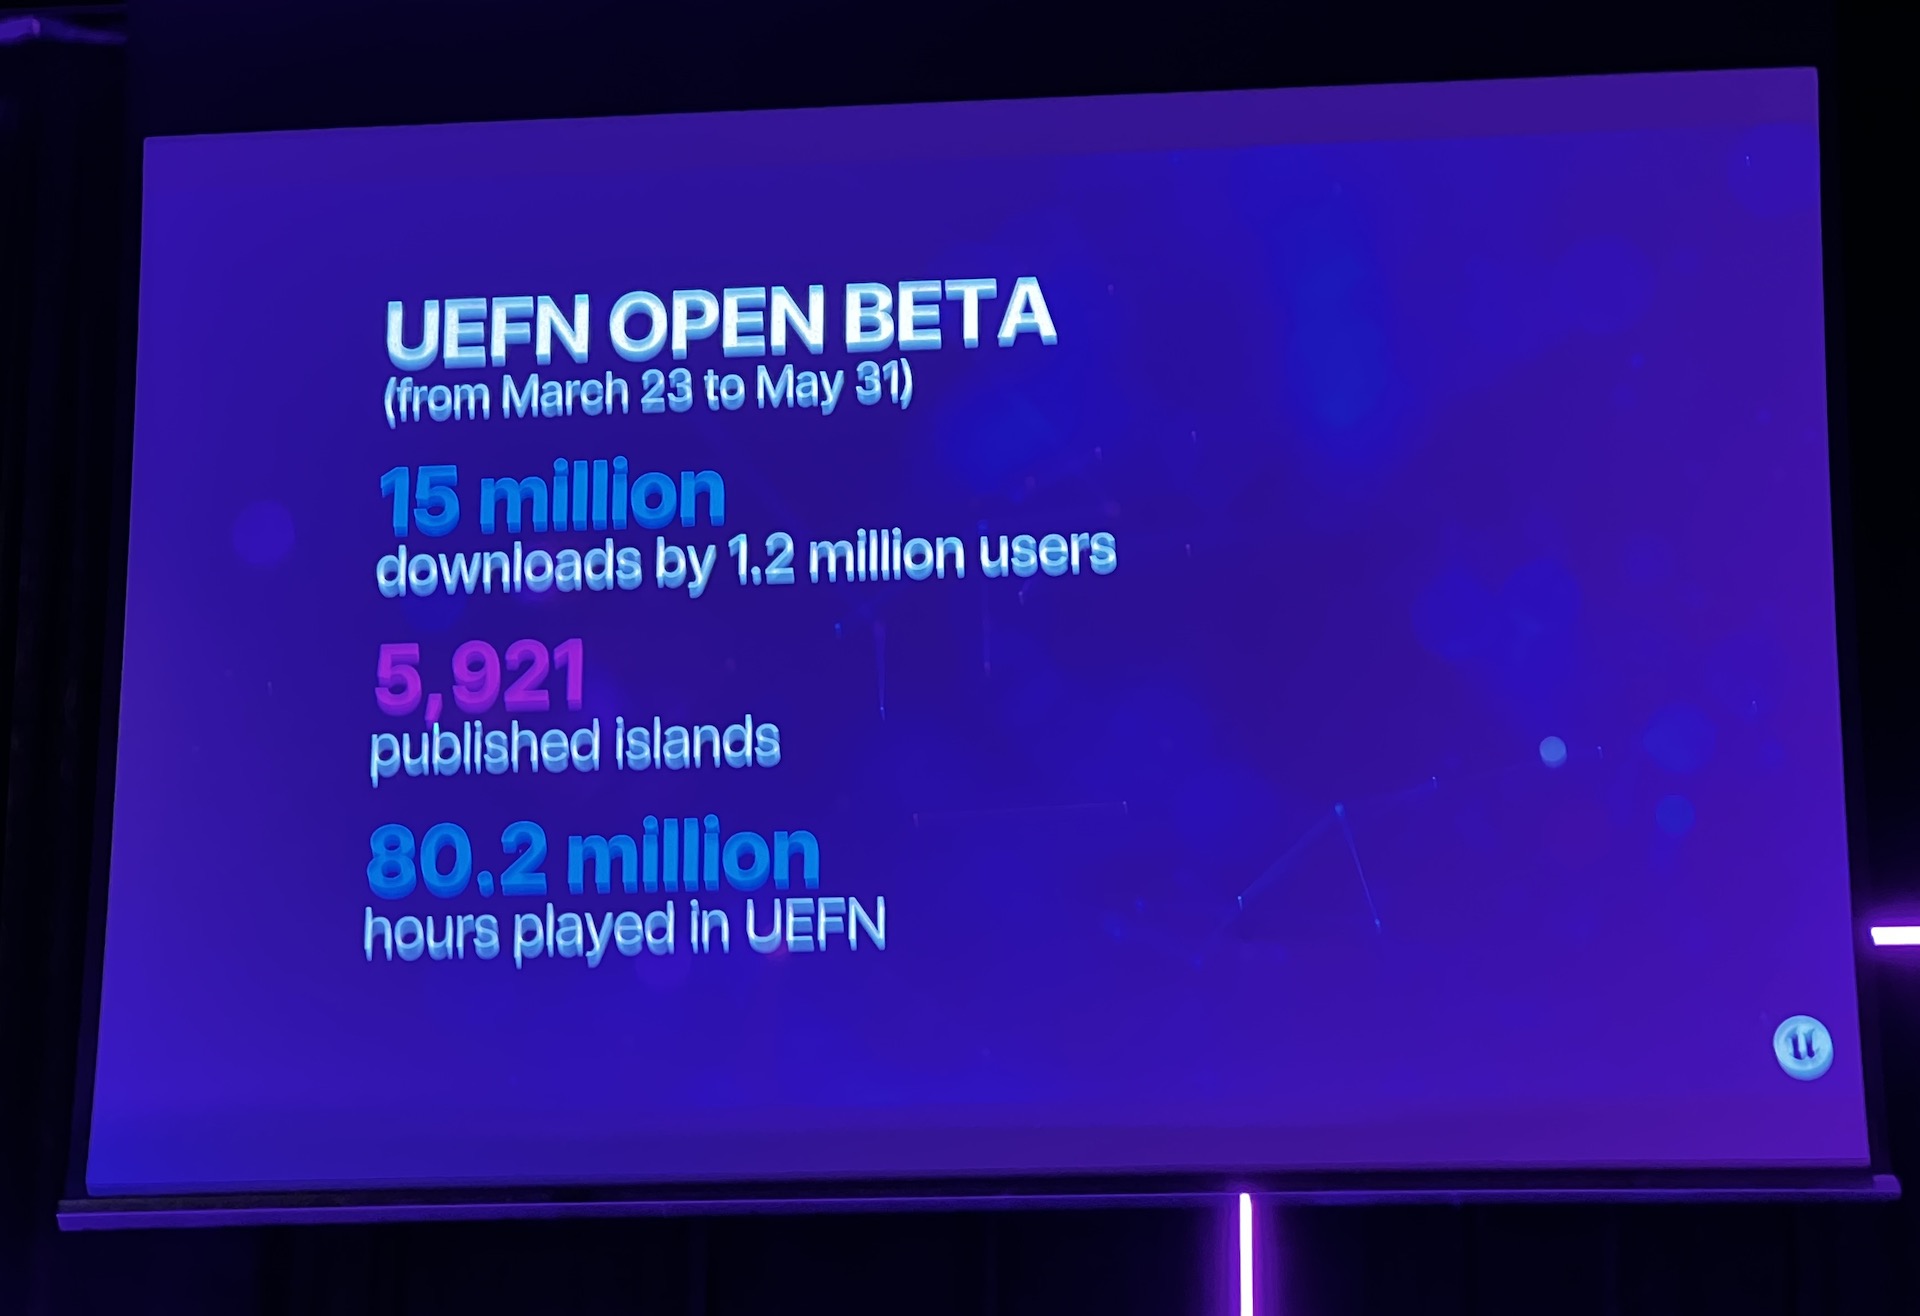 UEFN OPEN BETA
(from March 23 to May 31)
15 million
downloads by 1.2 million users
5,921
published islands
80.2 million
hours played in UEFN